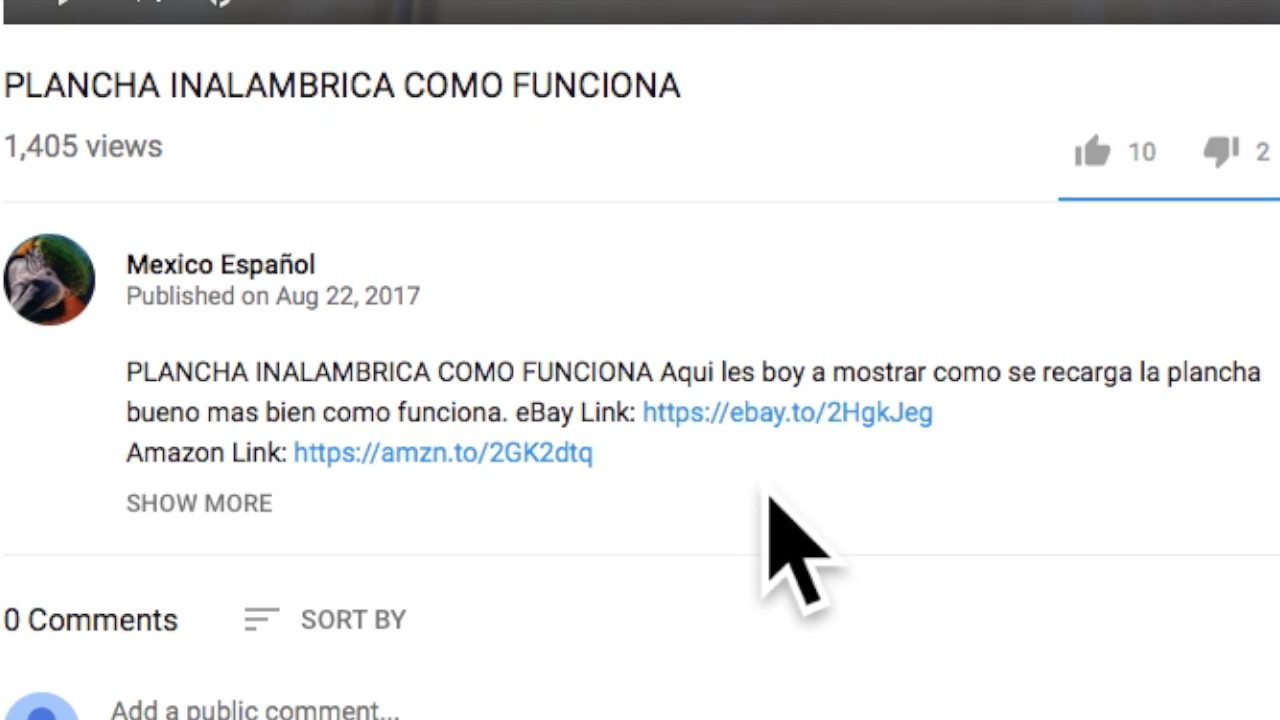 PLANCHA INALAMBRICA COMO FUNCIONA
1,405 views
10
2
Mexico Español
Published on Aug 22, 2017
PLANCHA INALAMBRICA COMO FUNCIONA Aqui les boy a mostrar como se recarga la plancha
bueno mas bien como funciona. eBay Link: https://ebay.to/2HgkJeg
Amazon Link: https://amzn.to/2GK2dtq
SHOW MORE
0 Comments
SORT BY
Add a public comment...